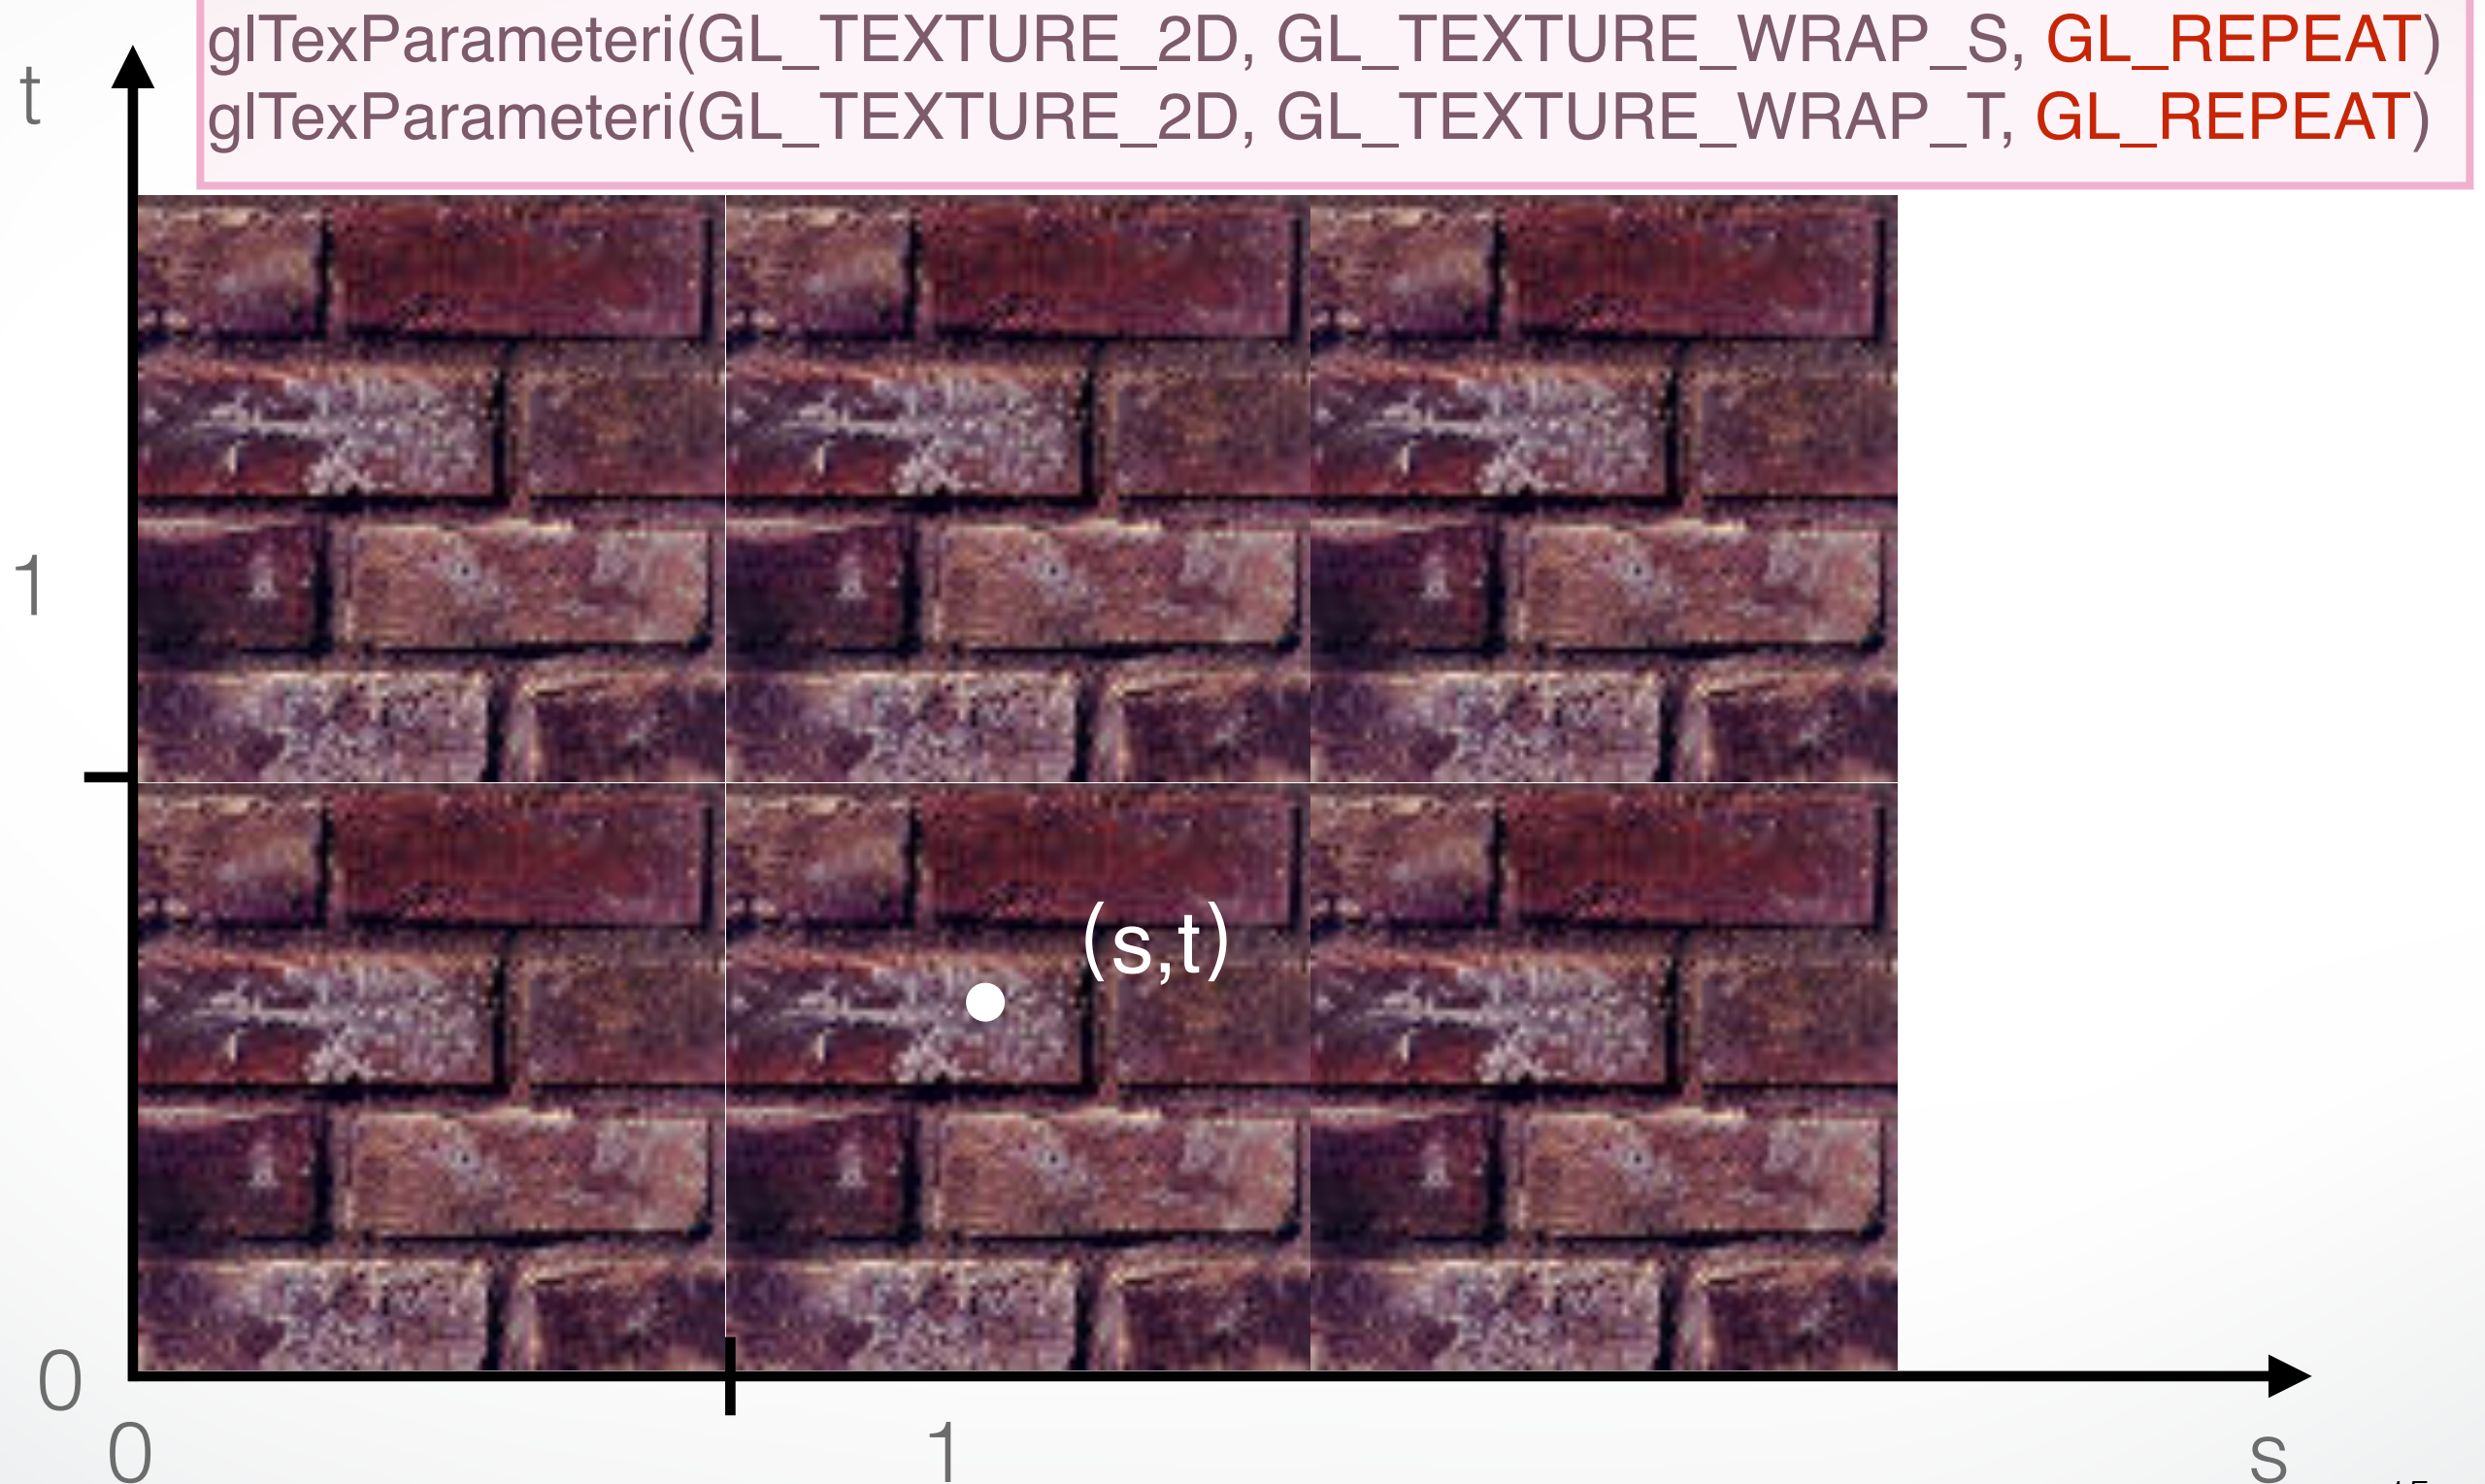 glTexParameteri(GL_TEXTURE_2D, GL_TEXTURE_WRAP_S, GL_REPEAT)
glTexParameteri(GL_TEXTURE_2D, GL_TEXTURE_WRAP_T, GL_REPEAT)
t
1
(s,t)
0
0
1
s